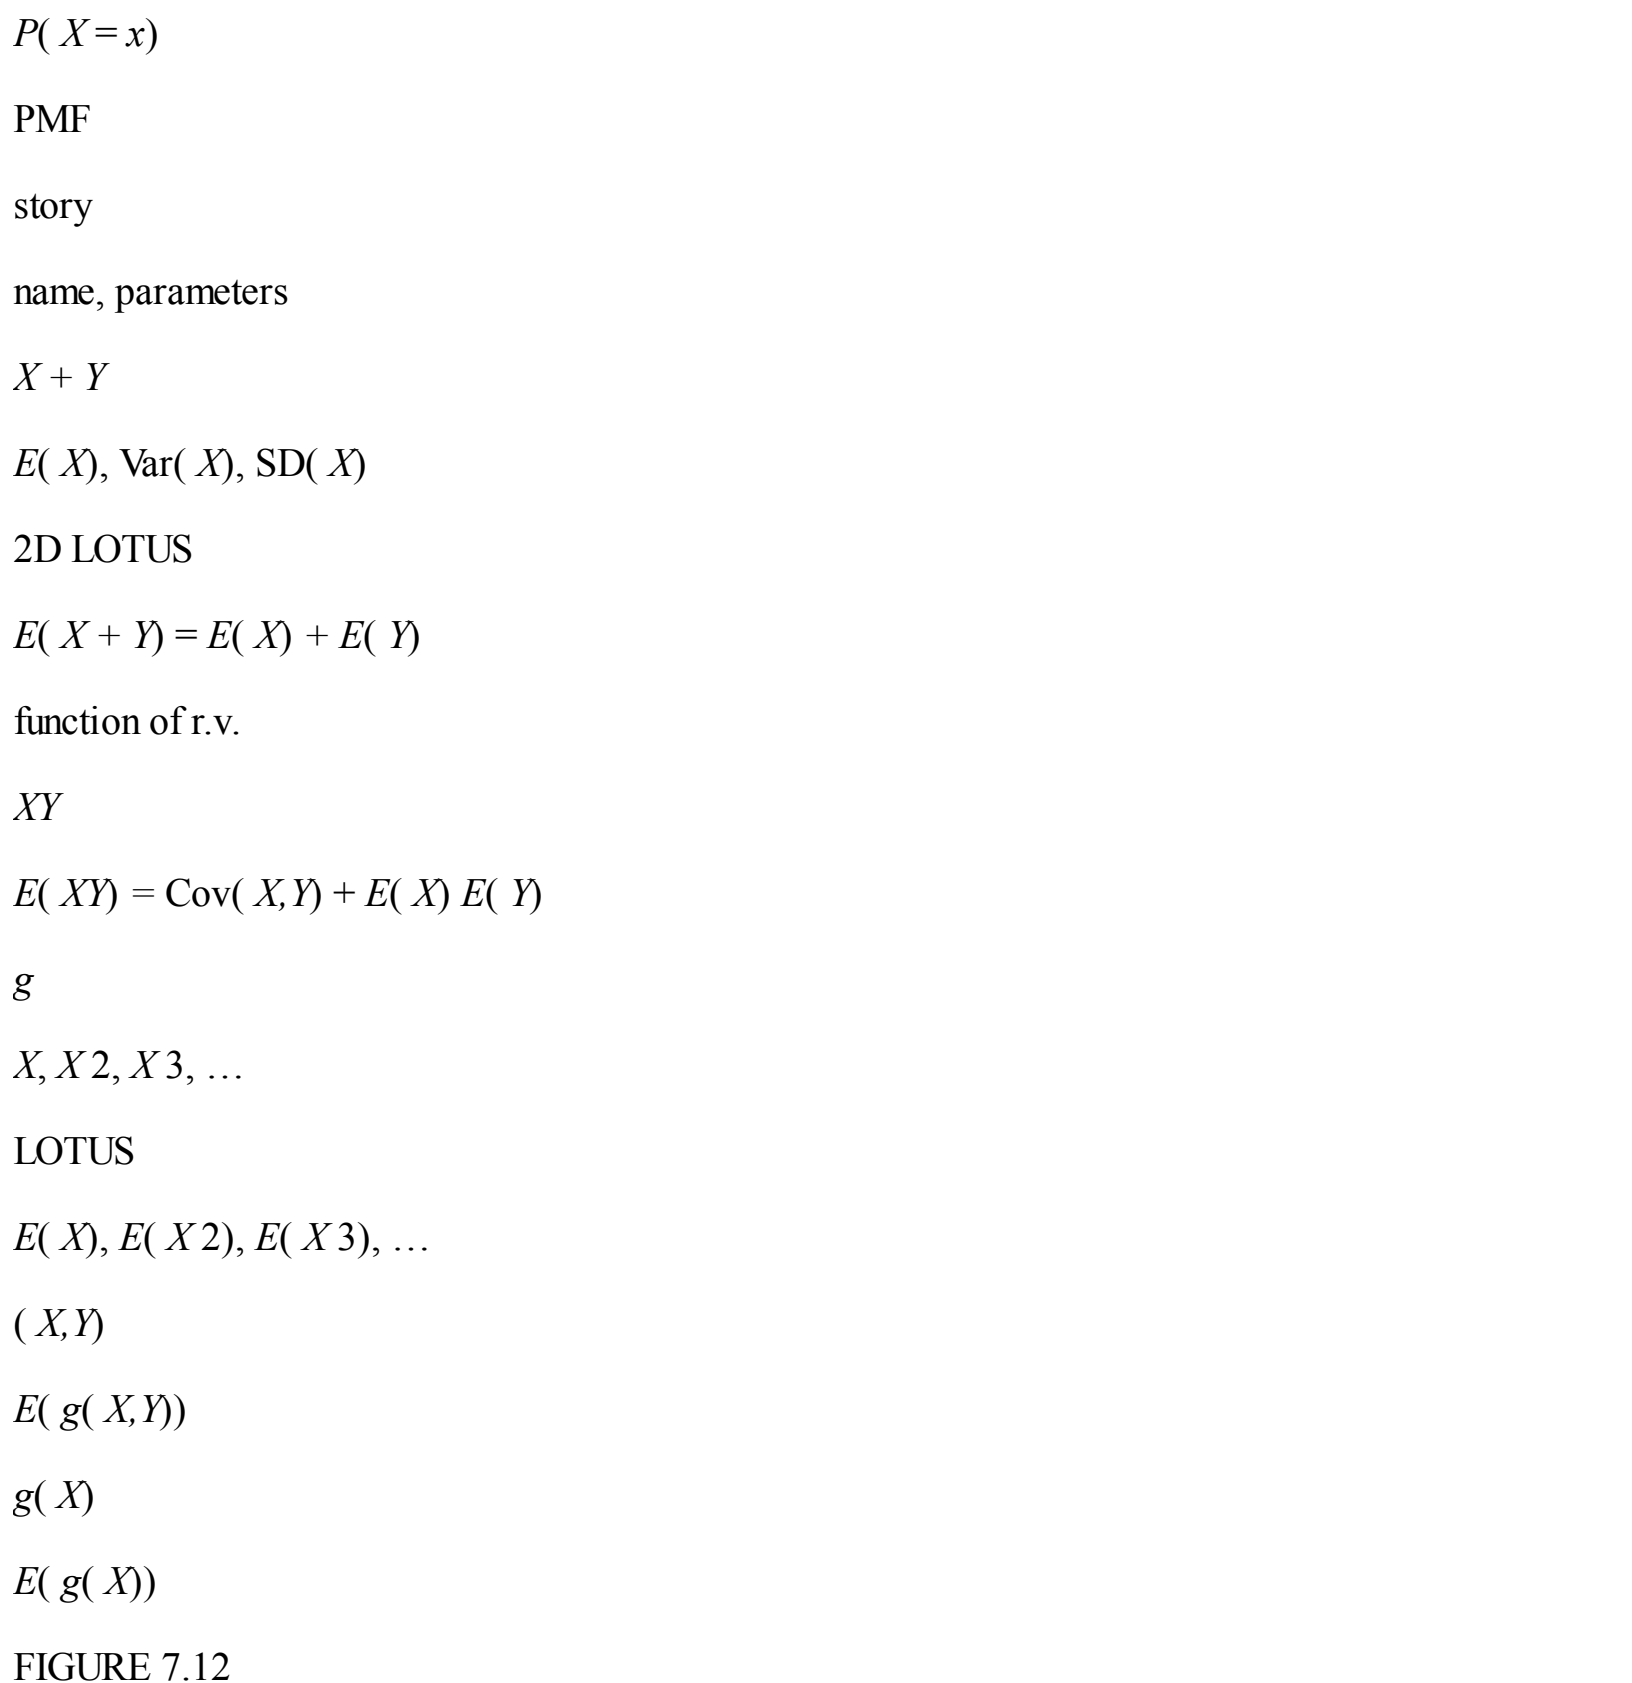 P( X = x)
PMF
story
name, parameters
X + Y
E( X), Var( X), SD( X)
2D LOTUS
E( X + Y) = E( X) + E( Y)
function of r.v.
XY
E( XY) = Cov( X,Y) + E( X) E( Y)
g
X, X 2, X 3, …
LOTUS
E( X), E( X 2), E( X 3), …
( X,Y)
E( g( X,Y))
g( X)
E( g( X))
FIGURE 7.12